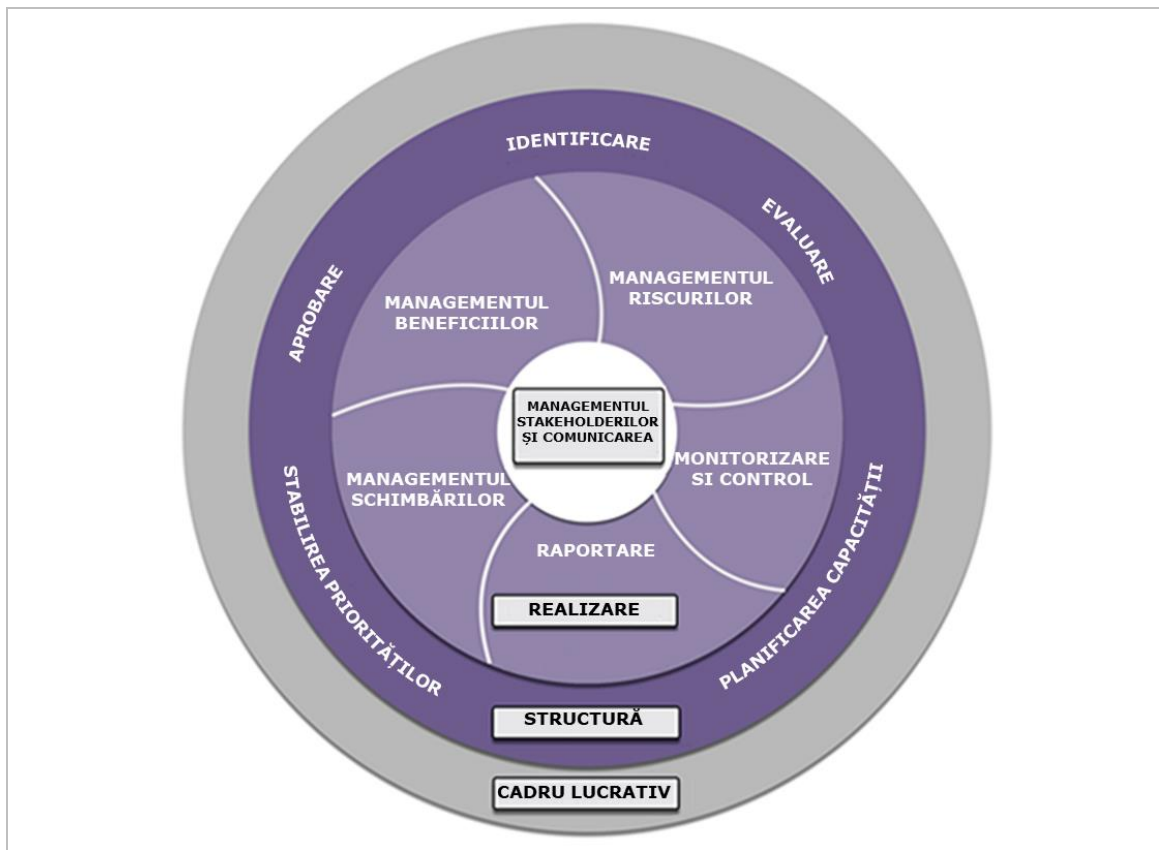 IDENTIFICARE
EVALUARE
APROBARE
MANAGEMENTUL
RISCURILOR
MANAGEMENTUL
BENEFICIILOR
MANAGEMENTUL
STAKEHOLDERILOR
ȘI COMUNICAREA
MONITORIZARE
SI CONTROL
MANAGEMENTUL
SCHIMBĂRILOR
RAPORTARE
REALIZARE
STABILIREA PRIORITĂȚILOR
PLANIFICAREA CAPACITĂȚII
STRUCTURĂ
CADRU LUCRATIV